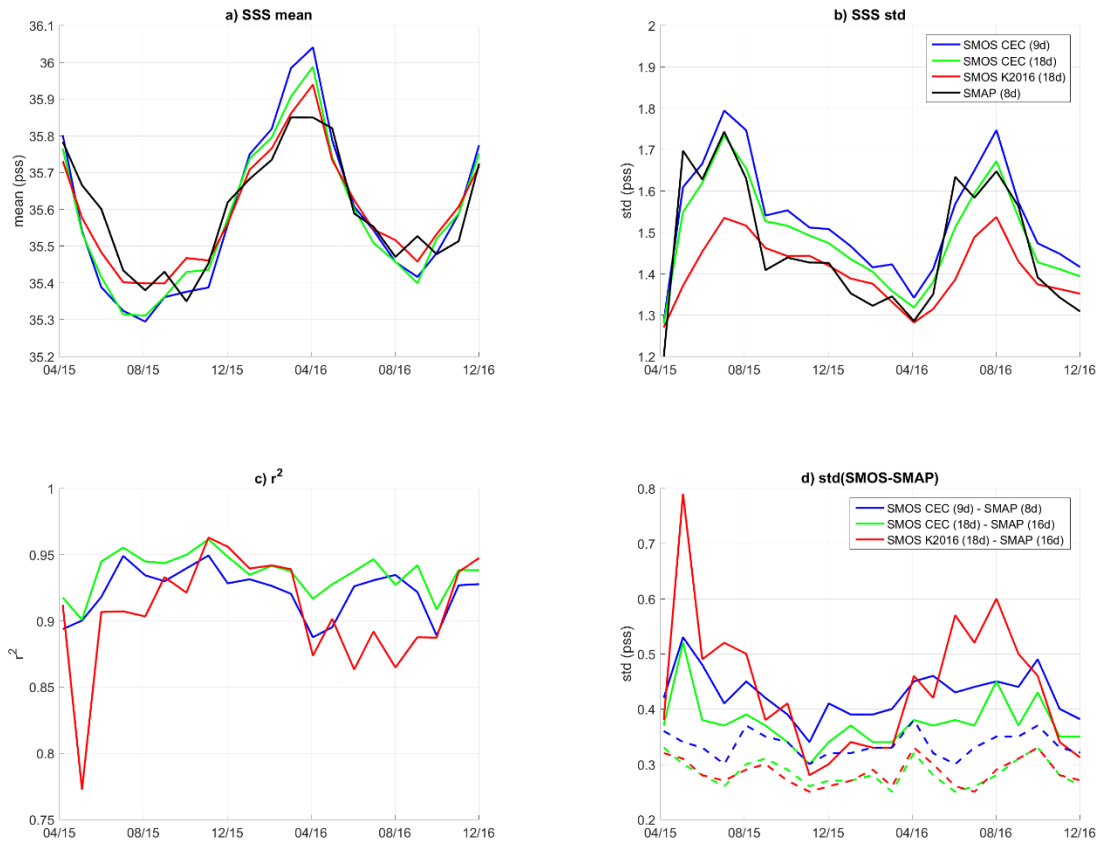 a) SSS mean
36.1
36
35.9
35.8
35.7
35.6
35.5
35.4
35.3
35.2
mean (pss)
04/15 08/15 12/15 04/16 08/16 12/16
b) SSS std
2
1.9
1.8
1.7
1.6
1.5
1.4
1.3
1.2
std (pss)
04/15 08/15 12/15 04/16 08/16 12/16
SMOS CEC (9d)
SMOS CEC (18d)
SMOS K2016 (18d)
SMAP (8d)
c) r²
1
0.95
0.9
0.85
0.8
0.75
r²
04/15 08/15 12/15 04/16 08/16 12/16
d) std(SMOS-SMAP)
0.8
0.7
0.6
0.5
0.4
0.3
0.2
std (pss)
04/15 08/15 12/15 04/16 08/16 12/16
SMOS CEC (9d) - SMAP (8d)
SMOS CEC (18d) - SMAP (16d)
SMOS K2016 (18d) - SMAP (16d)